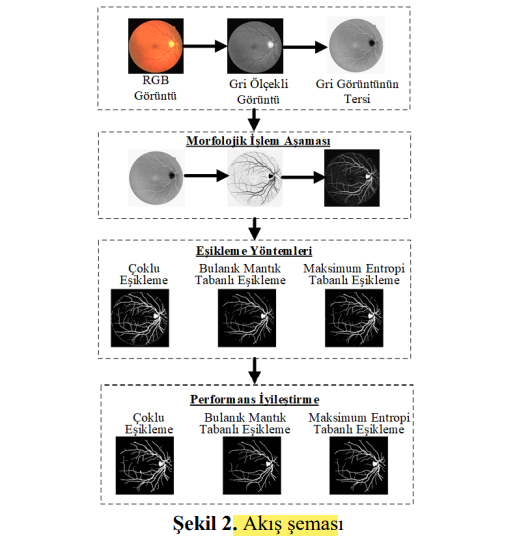 RGB
Görüntü
Gri Ölçekli
Görüntü
Gri Görüntünün
Tersi
Morfolojik İşlem Aşaması
Eşikleme Yöntemleri
Çoklu
Eşikleme
Bulanık Mantık
Tabanlı Eşikleme
Maksimum Entropi
Tabanlı Eşikleme
Performans İyileştirme
Çoklu
Eşikleme
Bulanık Mantık
Tabanlı Eşikleme
Maksimum Entropi
Tabanlı Eşikleme
Şekil 2. Akış şeması